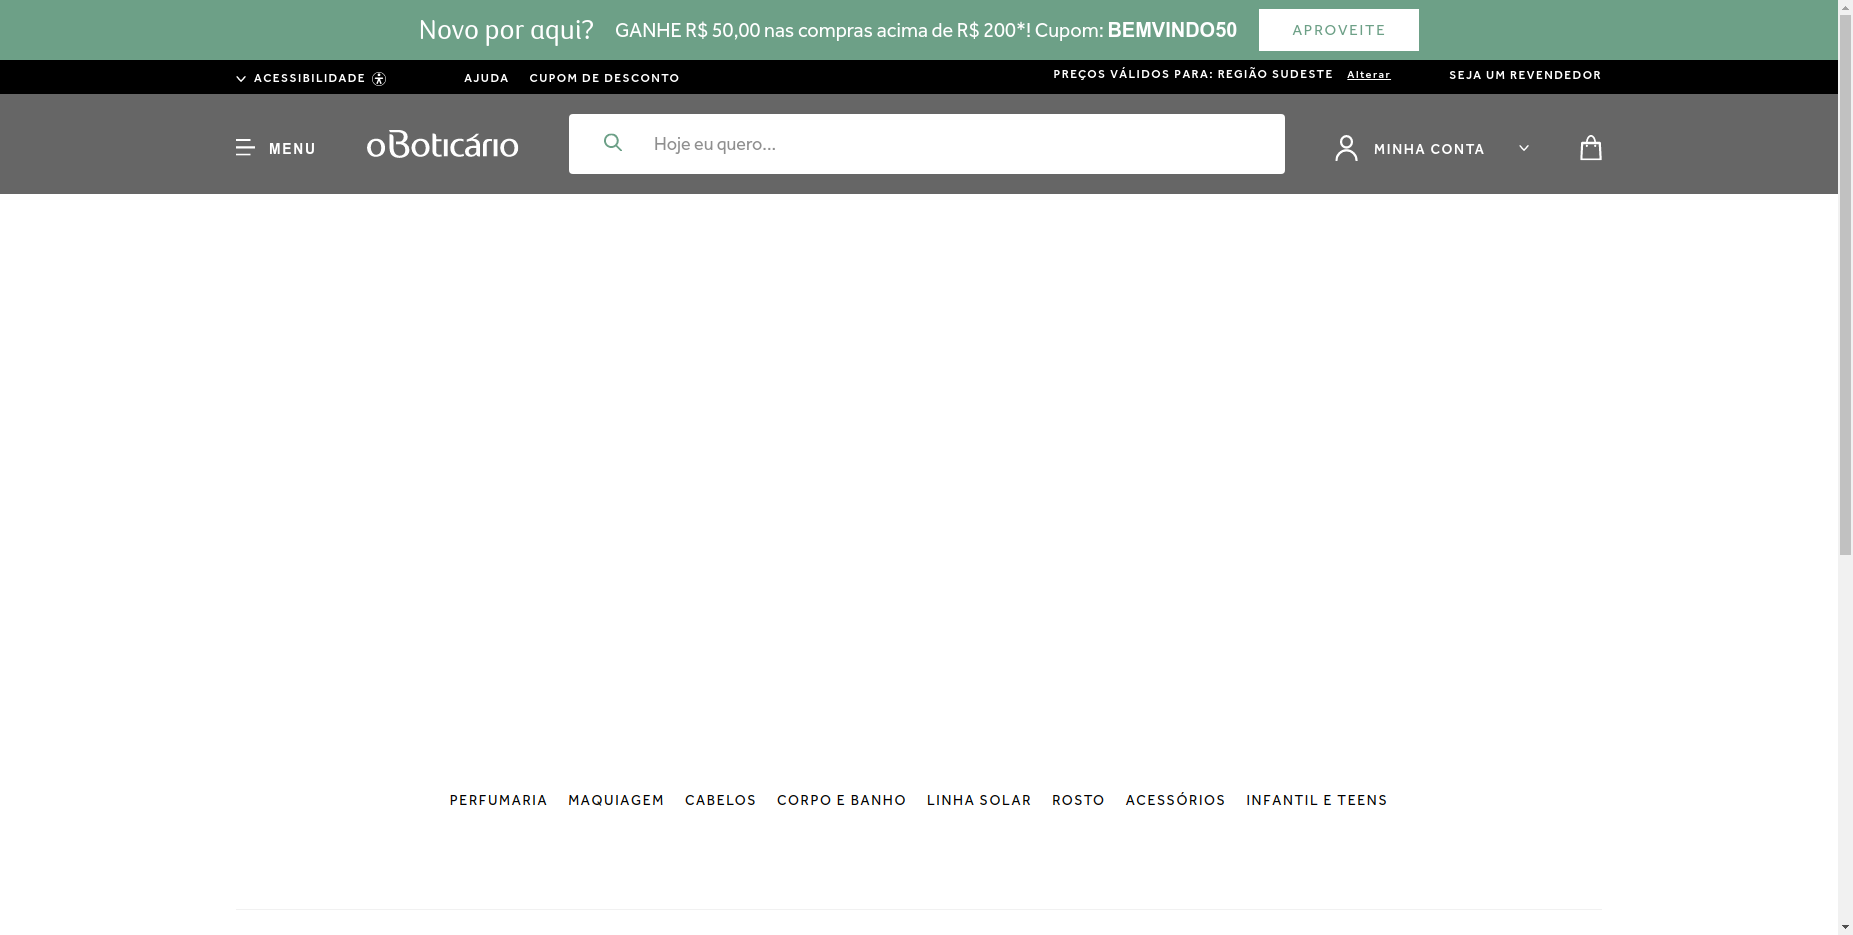 Novo por aqui? GANHE R$ 50,00 nas compras acima de R$ 200*! Cupom: BEMVINDO50 APROVEITE
ACESSIBILIDADE AJUDA CUPOM DE DESCONTO PREÇOS VÁLIDOS PARA: REGIÃO SUDESTE Alterar SEJA UM REVENDEDOR
MENU oBoticário Hoje eu quero... MINHA CONTA
PERFUMARIA MAQUIAGEM CABELOS CORPO E BANHO LINHA SOLAR ROSTO ACESSÓRIOS INFANTIL E TEENS